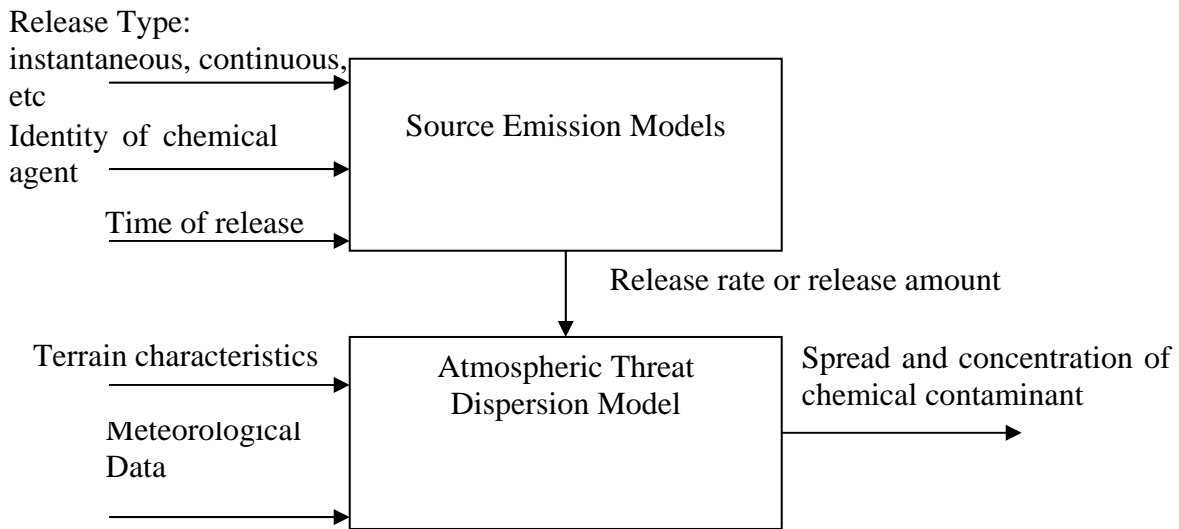 Release Type:
instantaneous, continuous,
etc
Identity of chemical
agent
Time of release
Source Emission Models
Release rate or release amount
Terrain characteristics
Meteorological
Data
Atmospheric Threat
Dispersion Model
Spread and concentration of
chemical contaminant